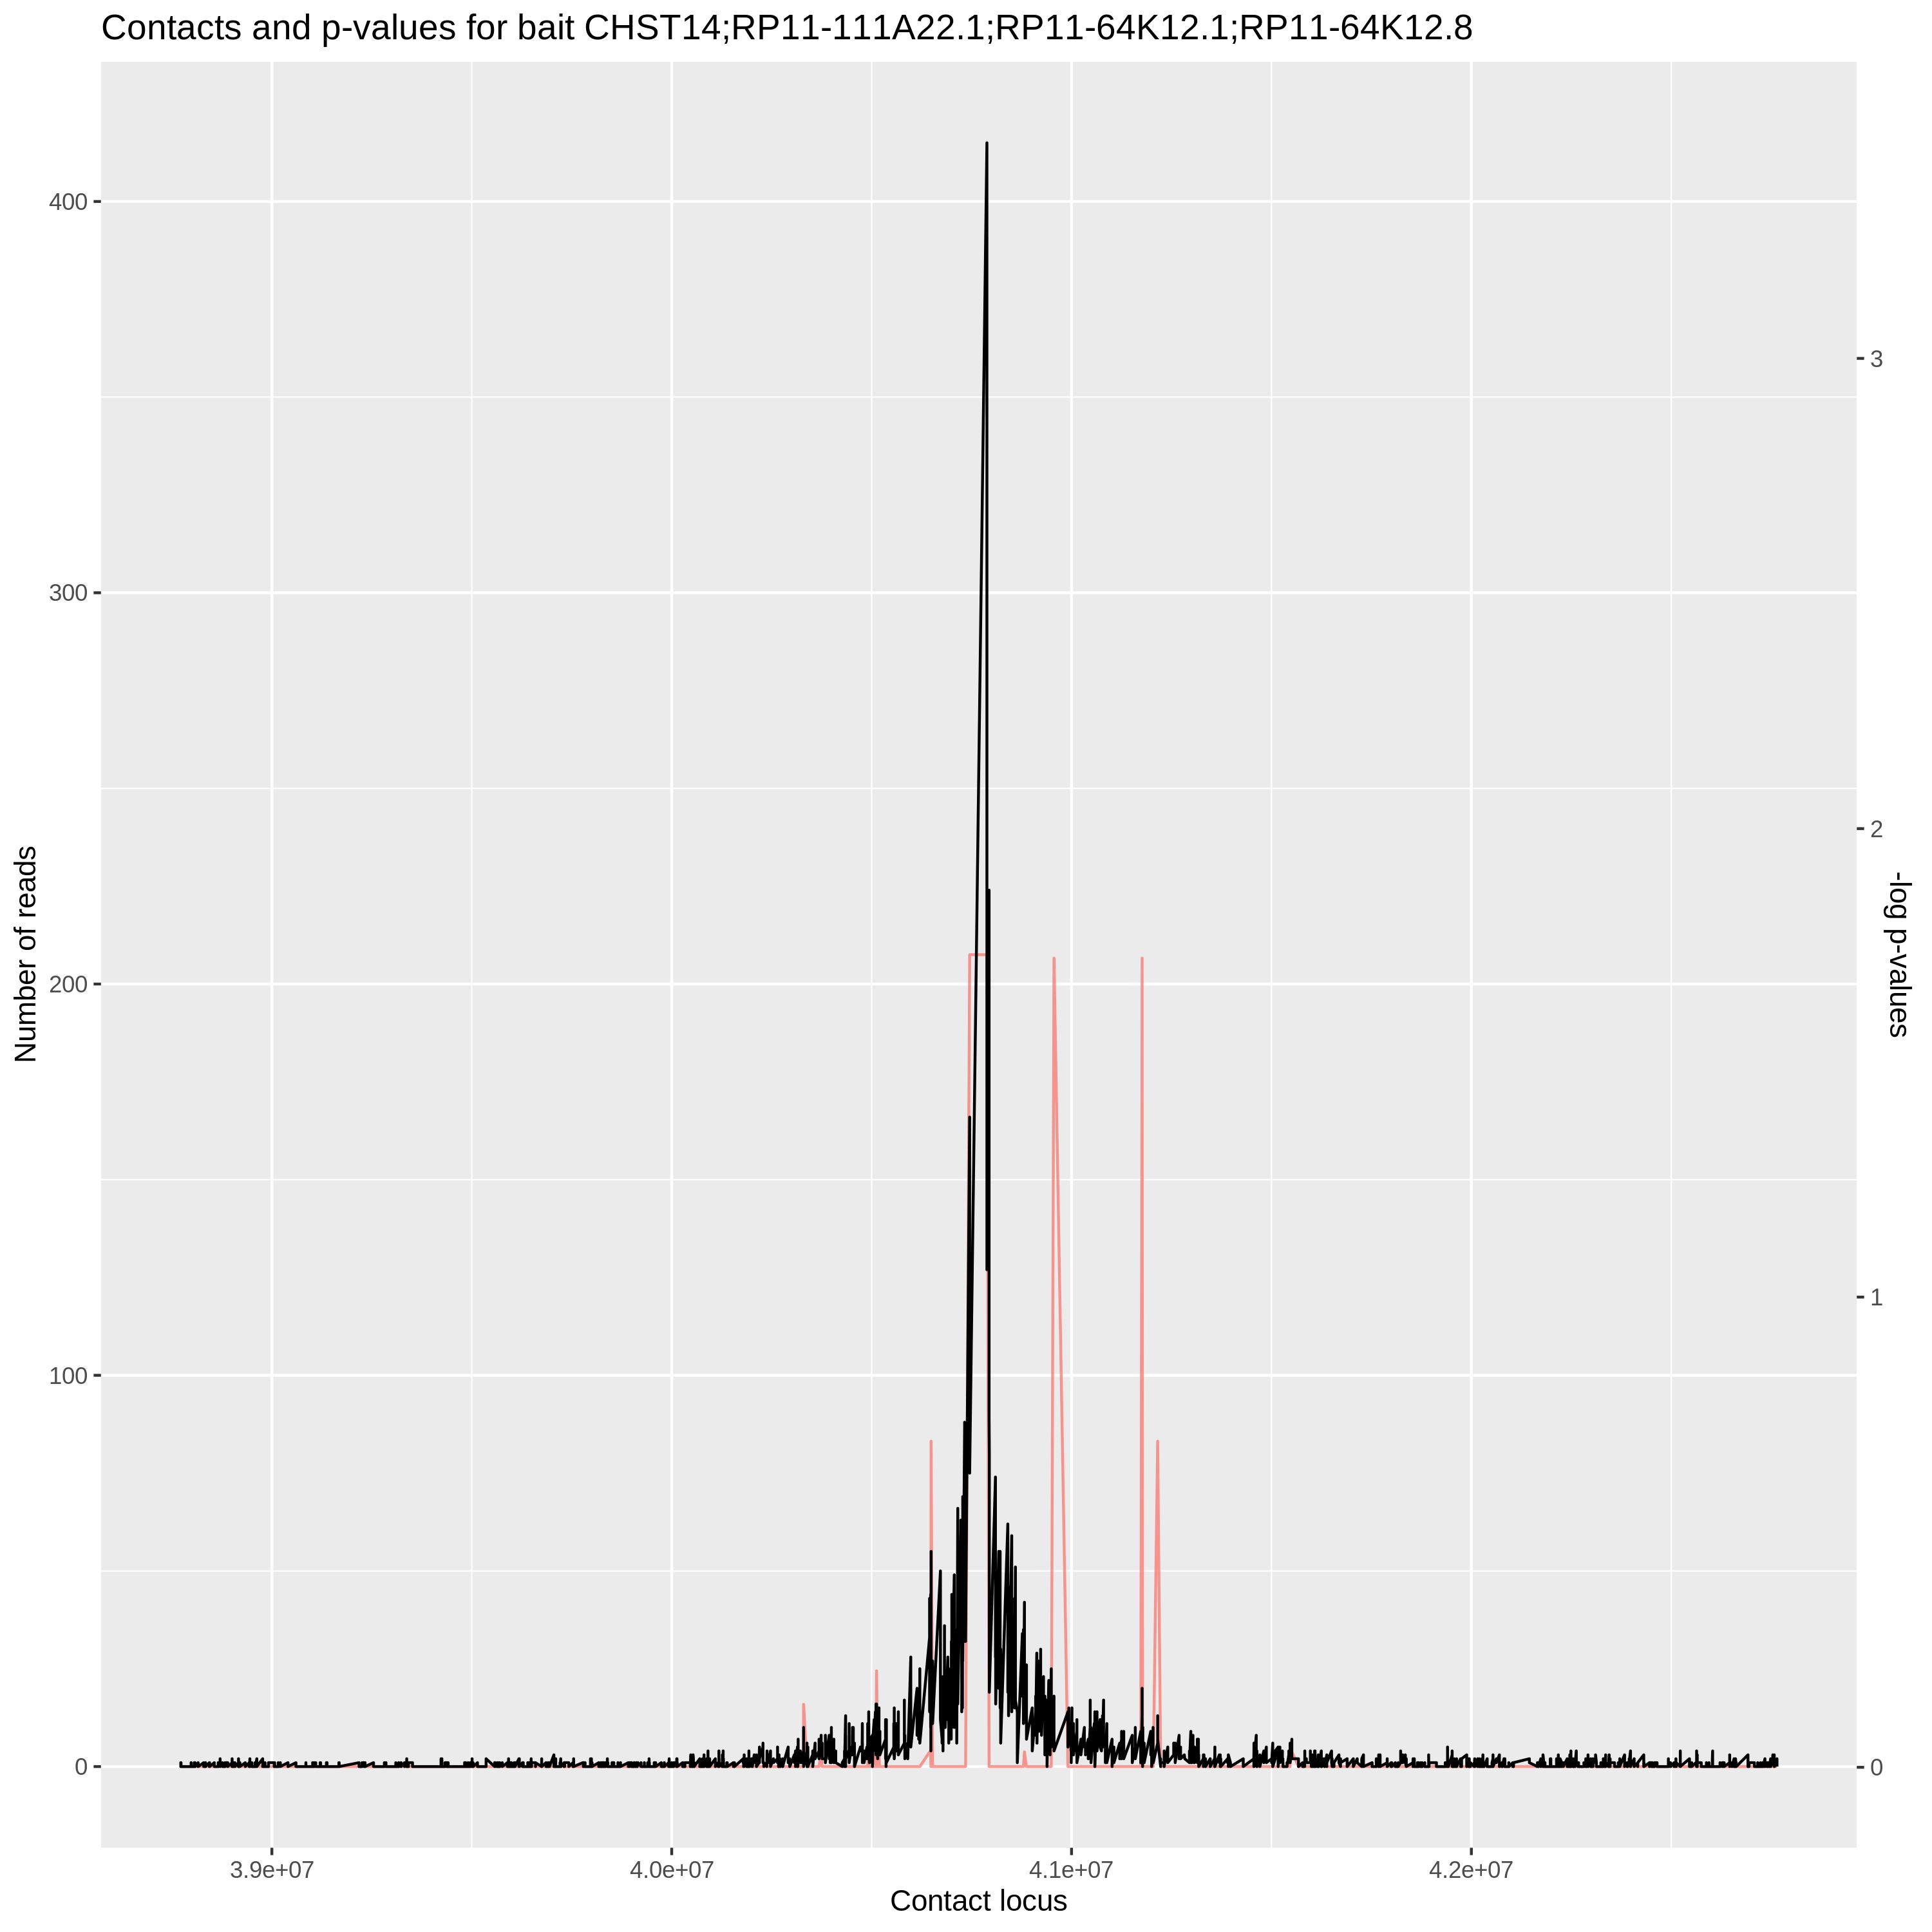 Contacts and p-values for bait CHST14;RP11-111A22.1;RP11-64K12.1;RP11-64K12.8
400
300
200
100
0
Number of reads
3
2
1
0
-log p-values
3.9e+07
4.0e+07
4.1e+07
4.2e+07
Contact locus